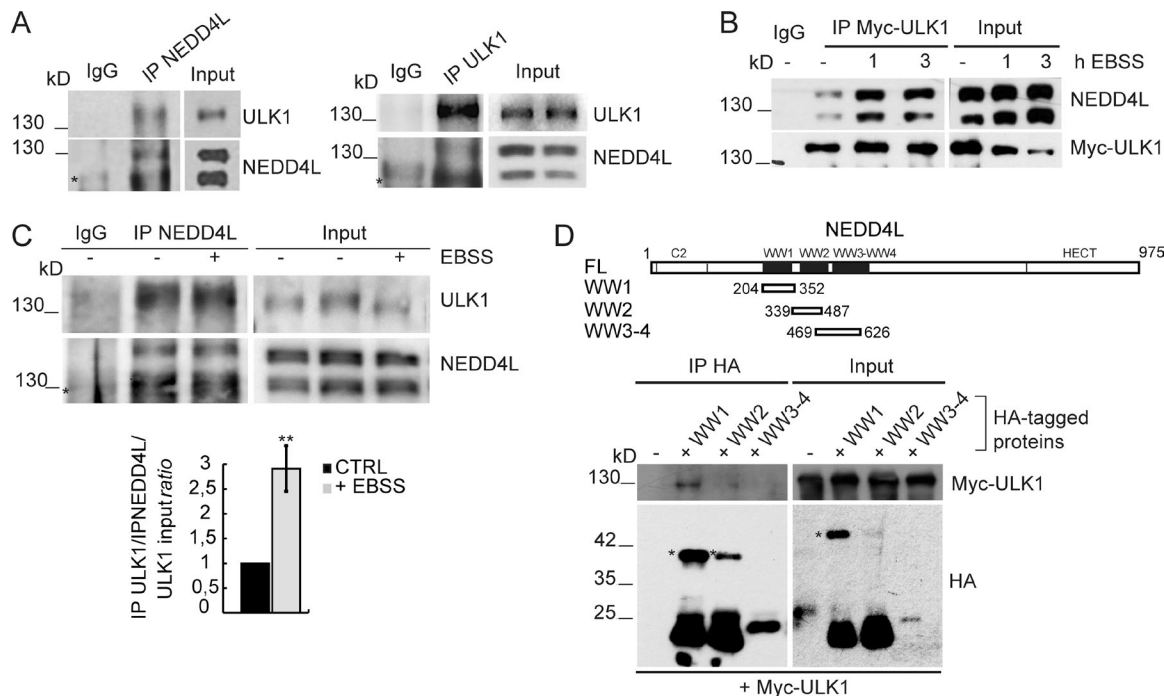 A
kD IgG IP NEDD4L Input
130 ULK1
130 NEDD4L
*
kD IgG IP ULK1 Input
130 ULK1
130 NEDD4L
*
B
IgG IP Myc-ULK1 Input
kD - - 1 3 - 1 3 h EBSS
130 NEDD4L
130 Myc-ULK1
C
IgG IP NEDD4L Input
- - + - - + EBSS
kD
130 ULK1
130 NEDD4L
*
IP ULK1/IPNEDD4L/
ULK1 input ratio
3
2,5
2
1,5
1
0,5
0
**
CTRL
+ EBSS
D
NEDD4L
1 C2 WW1 WW2 WW3-WW4 HECT 975
FL
WW1 204 352
WW2 339 487
WW3-4 469 626
IP HA Input
WW1 WW2 WW3-4 WW1 WW2 WW3-4 HA-tagged
proteins
- + + + - + + +
kD
130 Myc-ULK1
42 * * *
35 HA
25
+ Myc-ULK1